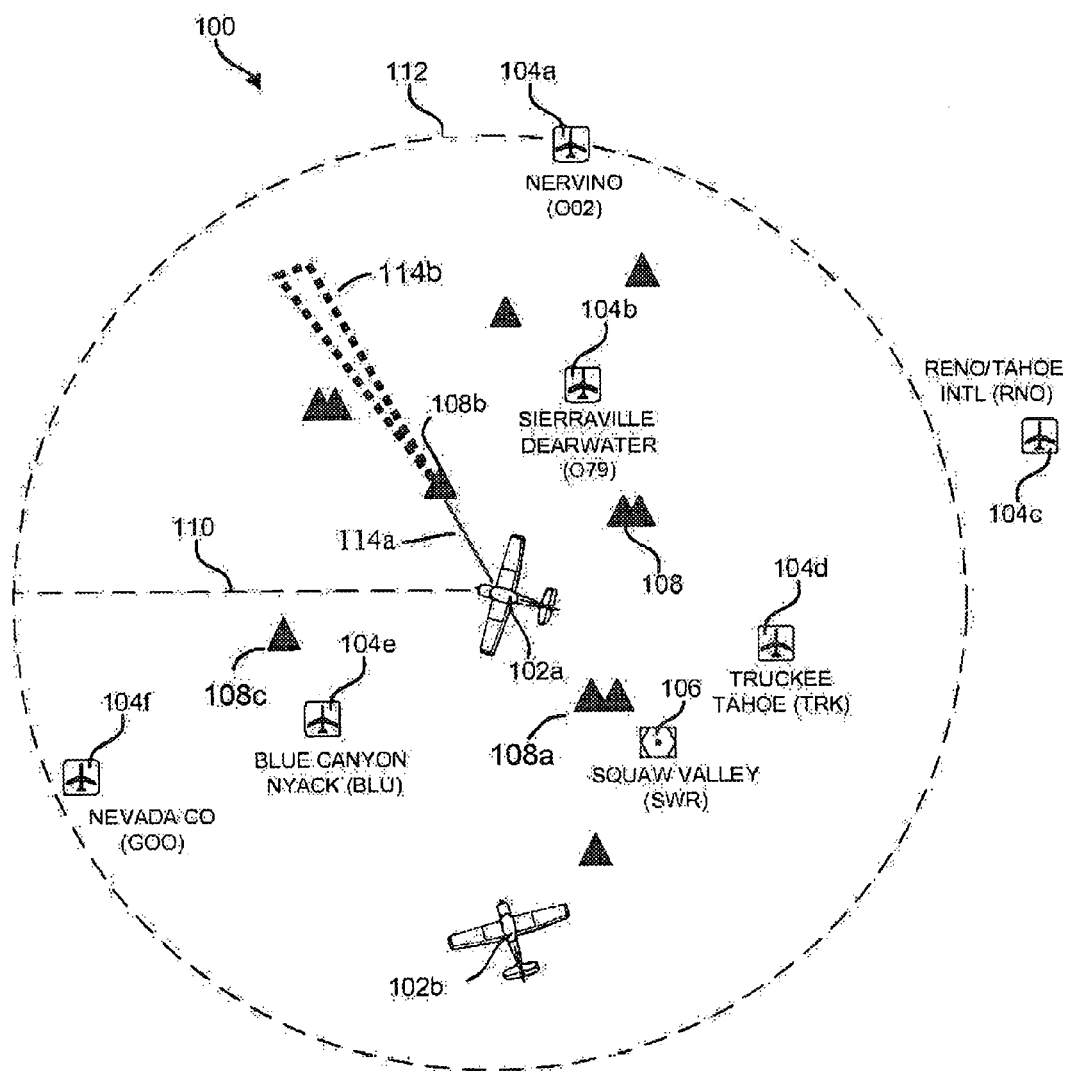 100
112
104a
NERVINO
(O02)
114b
104b
108b
SIERRAVILLE
DEARWATER
(O79)
RENO/TAHOE
INTL (RNO)
104c
110
114a
108
104d
102a
104e
108c
TRUCKEE
TAHOE (TRK)
106
104f
108a
BLUE CANYON
NYACK (BLU)
SQUAW VALLEY
(SWR)
NEVADA CO
(GOO)
102b